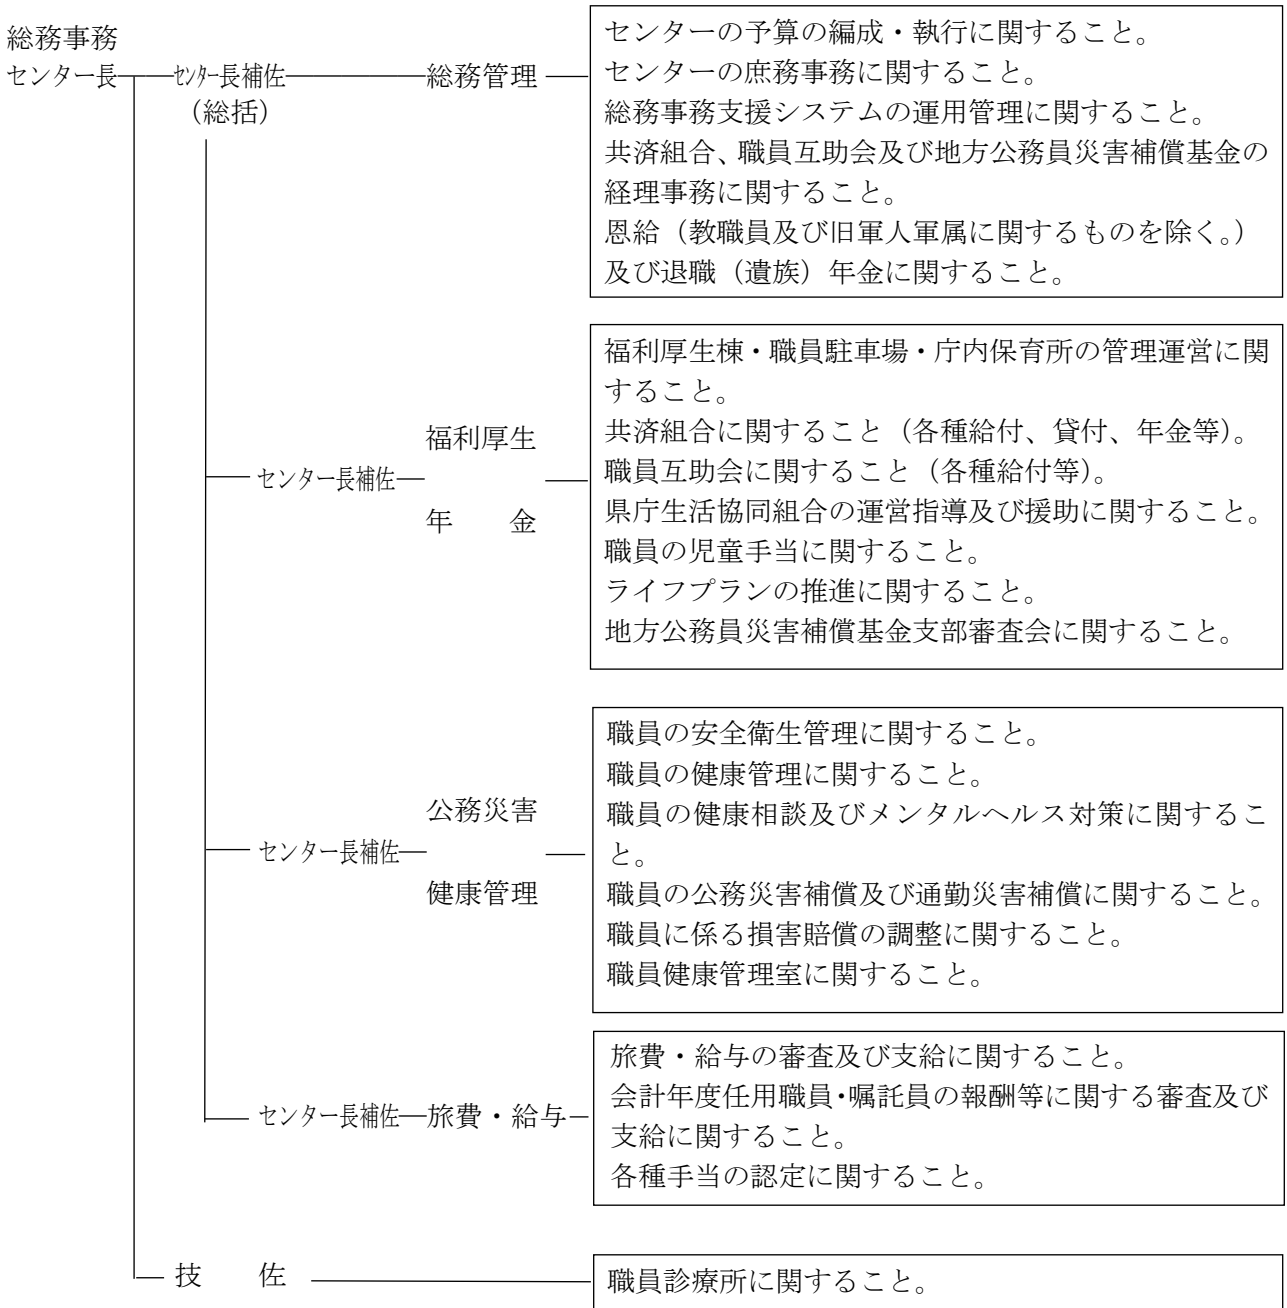 総務事務
センター長
センター長補佐
(総括)
総務管理
センターの予算の編成・執行に関すること。
センターの庶務事務に関すること。
総務事務支援システムの運用管理に関すること。
共済組合、職員互助会及び地方公務員災害補償基金の
経理事務に関すること。
恩給(教職員及び旧軍人軍属に関するものを除く。)
及び退職(遺族)年金に関すること。
センター長補佐
福利厚生
年 金
福利厚生棟・職員駐車場・庁内保育所の管理運営に関
すること。
共済組合に関すること(各種給付、貸付、年金等)。
職員互助会に関すること(各種給付等)。
県庁生活協同組合の運営指導及び援助に関すること。
職員の児童手当に関すること。
ライフプランの推進に関すること。
地方公務員災害補償基金支部審査会に関すること。
センター長補佐
公務災害
健康管理
職員の安全衛生管理に関すること。
職員の健康管理に関すること。
職員の健康相談及びメンタルヘルス対策に関するこ
と。
職員の公務災害補償及び通勤災害補償に関すること。
職員に係る損害賠償の調整に関すること。
職員健康管理室に関すること。
センター長補佐
旅費・給与
旅費・給与の審査及び支給に関すること。
会計年度任用職員・嘱託員の報酬等に関する審査及び
支給に関すること。
各種手当の認定に関すること。
技 佐
職員診療所に関すること。